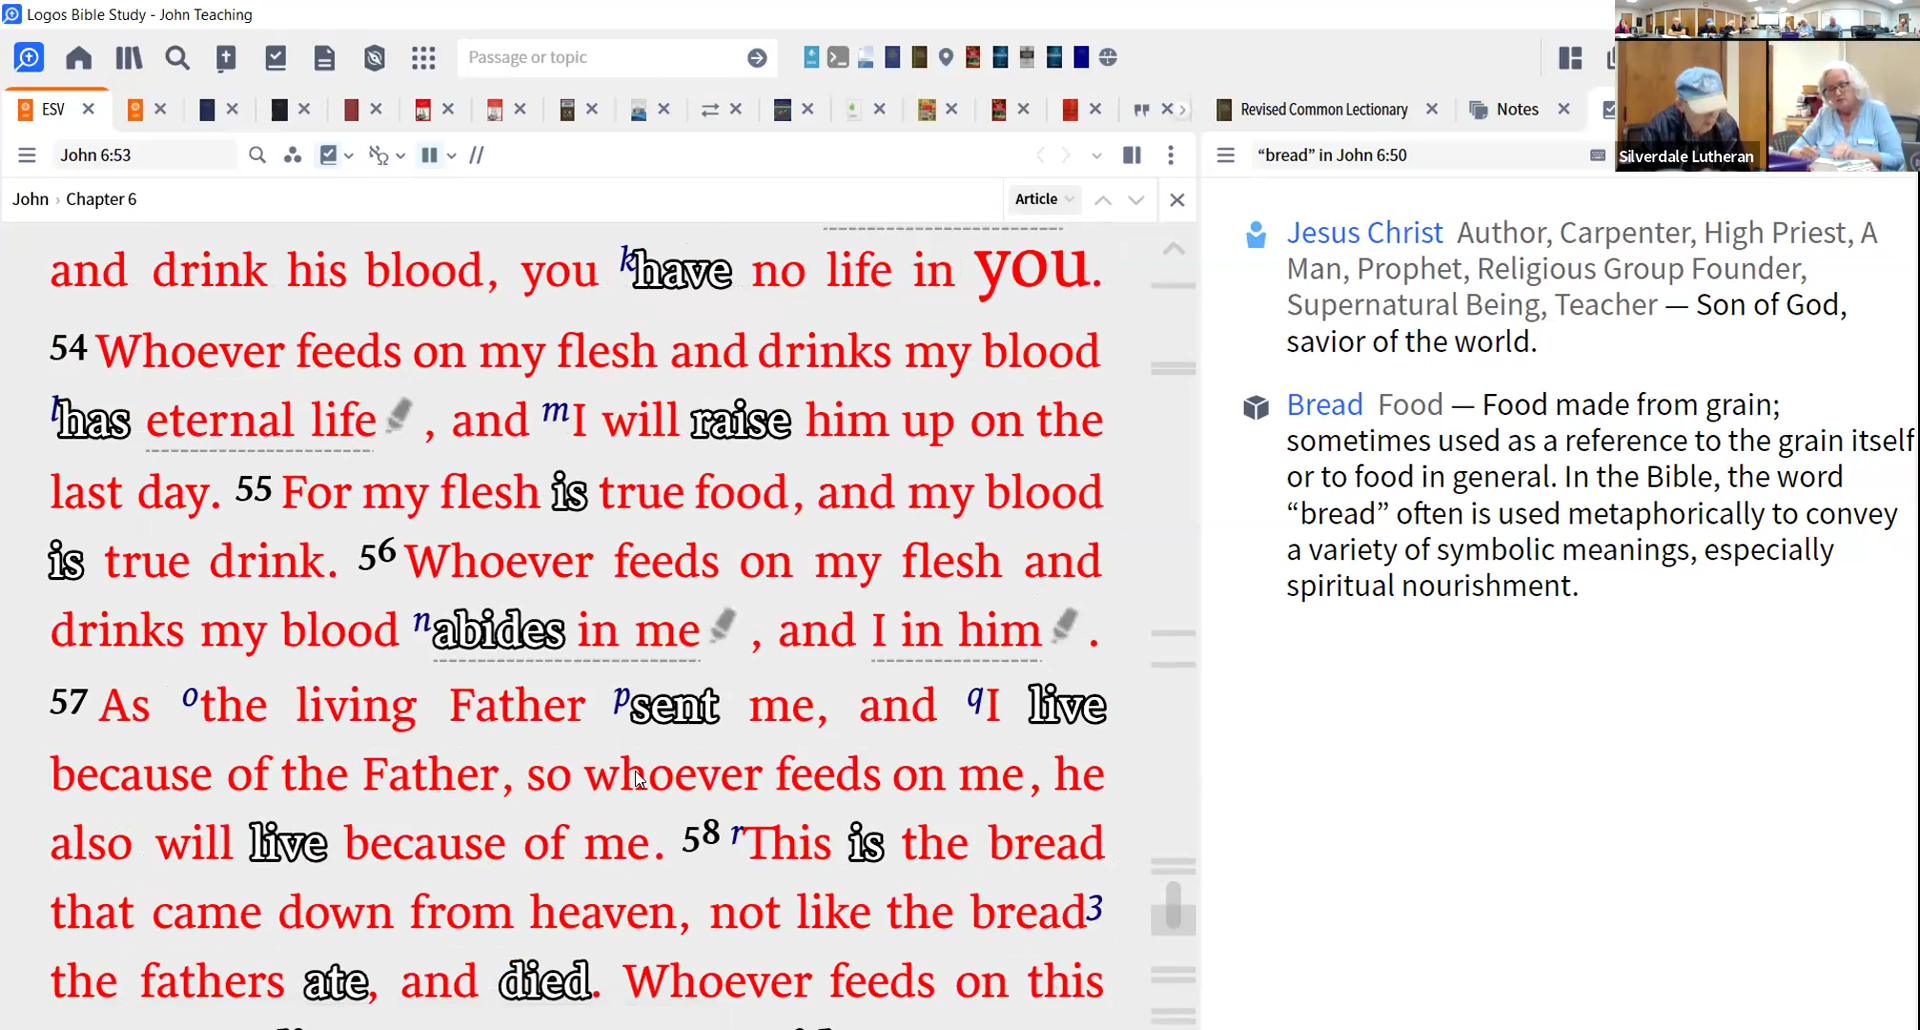 Logos Bible Study - John Teaching
Passage or topic
ESV
Revised Common Lectionary
Notes
John 6:53
“bread” in John 6:50
Silverdale Lutheran
John › Chapter 6
Article
and drink his blood, you khave no life in you.
54 Whoever feeds on my flesh and drinks my blood
lhas eternal life, and mI will raise him up on the
last day. 55 For my flesh is true food, and my blood
is true drink. 56 Whoever feeds on my flesh and
drinks my blood nabides in me, and I in him.
57 As othe living Father psent me, and qI live
because of the Father, so whoever feeds on me, he
also will live because of me. 58 rThis is the bread
that came down from heaven, not like the bread3
the fathers ate, and died. Whoever feeds on this
Jesus Christ Author, Carpenter, High Priest, A
Man, Prophet, Religious Group Founder,
Supernatural Being, Teacher — Son of God,
savior of the world.
Bread Food — Food made from grain;
sometimes used as a reference to the grain itself
or to food in general. In the Bible, the word
“bread” often is used metaphorically to convey
a variety of symbolic meanings, especially
spiritual nourishment.